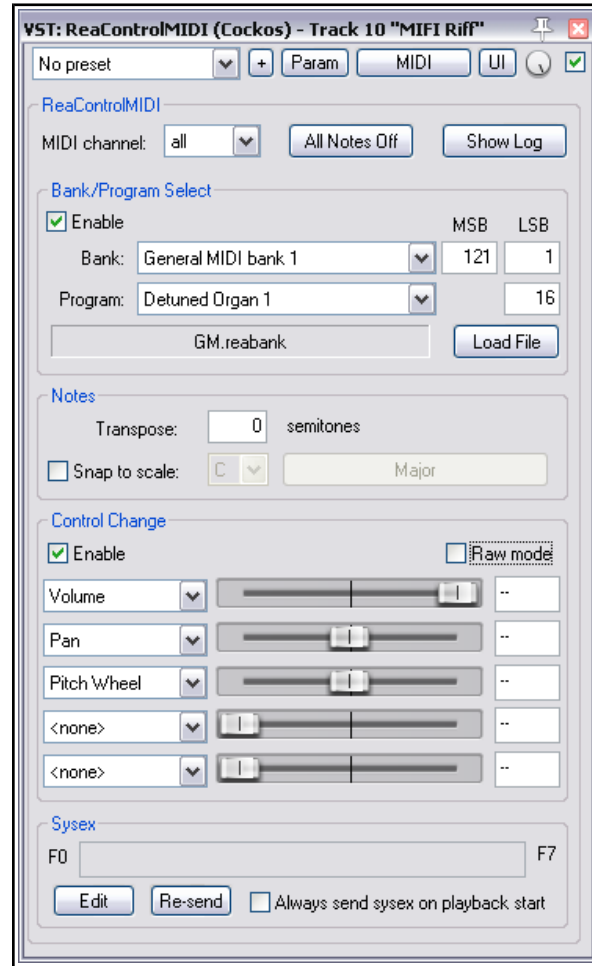 VST: ReaControlMIDI (Cockos) - Track 10 "MIFI Riff"
No preset + Param MIDI UI
ReaControlMIDI
MIDI channel: all All Notes Off Show Log
Bank/Program Select
Enable MSB LSB
Bank: General MIDI bank 1 121 1
Program: Detuned Organ 1 16
GM.reabank Load File
Notes
Transpose: 0 semitones
Snap to scale: C Major
Control Change
Enable Raw mode
Volume --
Pan --
Pitch Wheel --
<none> --
<none> --
Sysex
F0 F7
Edit Re-send Always send sysex on playback start